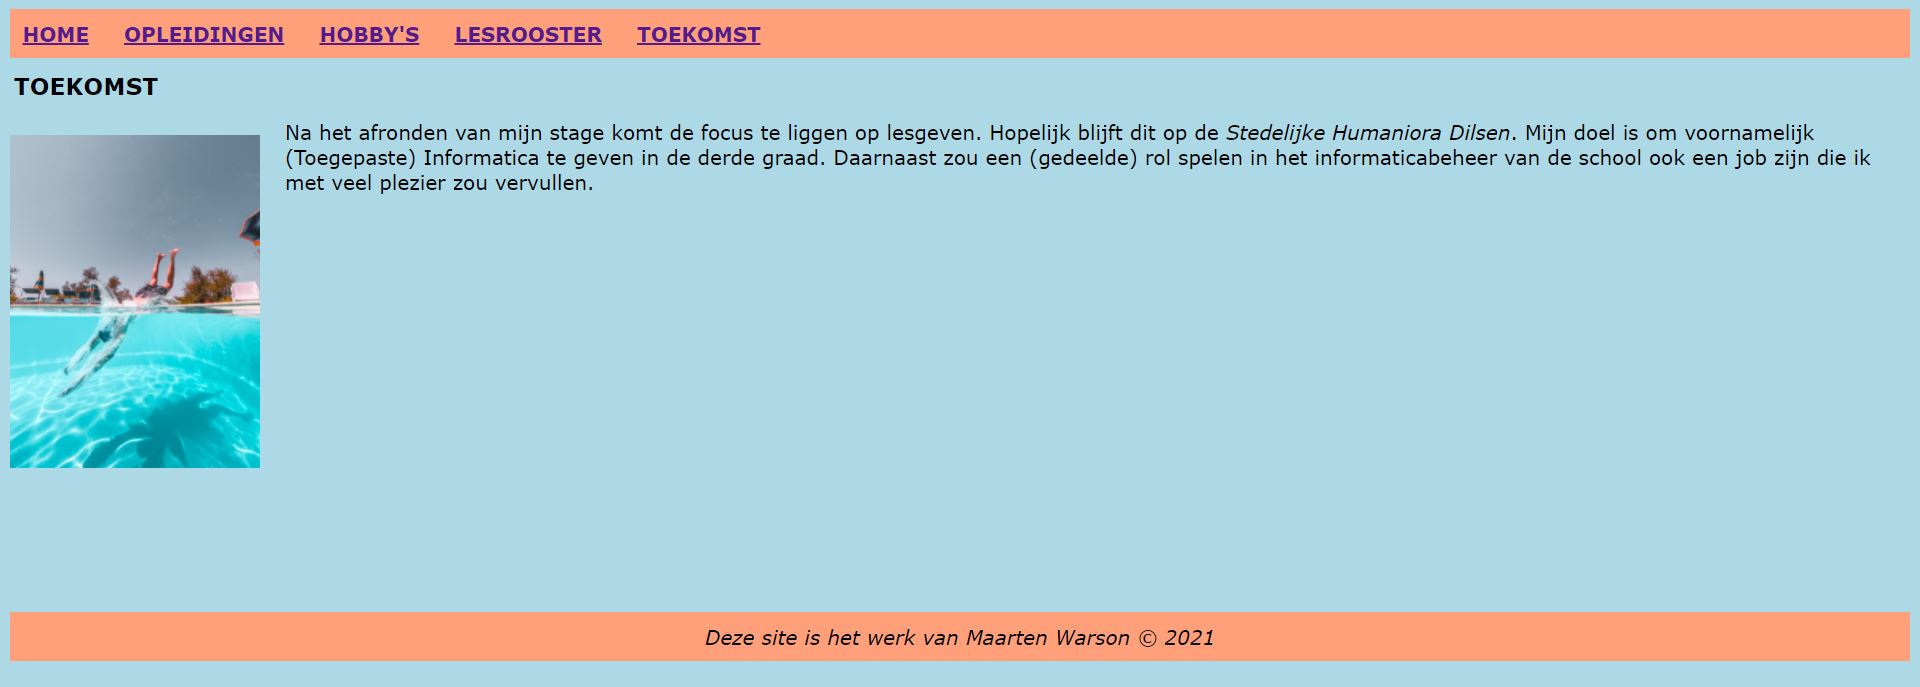 HOME OPLEIDINGEN HOBBY'S LESROOSTER TOEKOMST
TOEKOMST
Na het afronden van mijn stage komt de focus te liggen op lesgeven. Hopelijk blijft dit op de Stedelijke Humaniora Dilsen. Mijn doel is om voornamelijk
(Toegepaste) Informatica te geven in de derde graad. Daarnaast zou een (gedeelde) rol spelen in het informaticabeheer van de school ook een job zijn die ik
met veel plezier zou vervullen.
Deze site is het werk van Maarten Warson © 2021